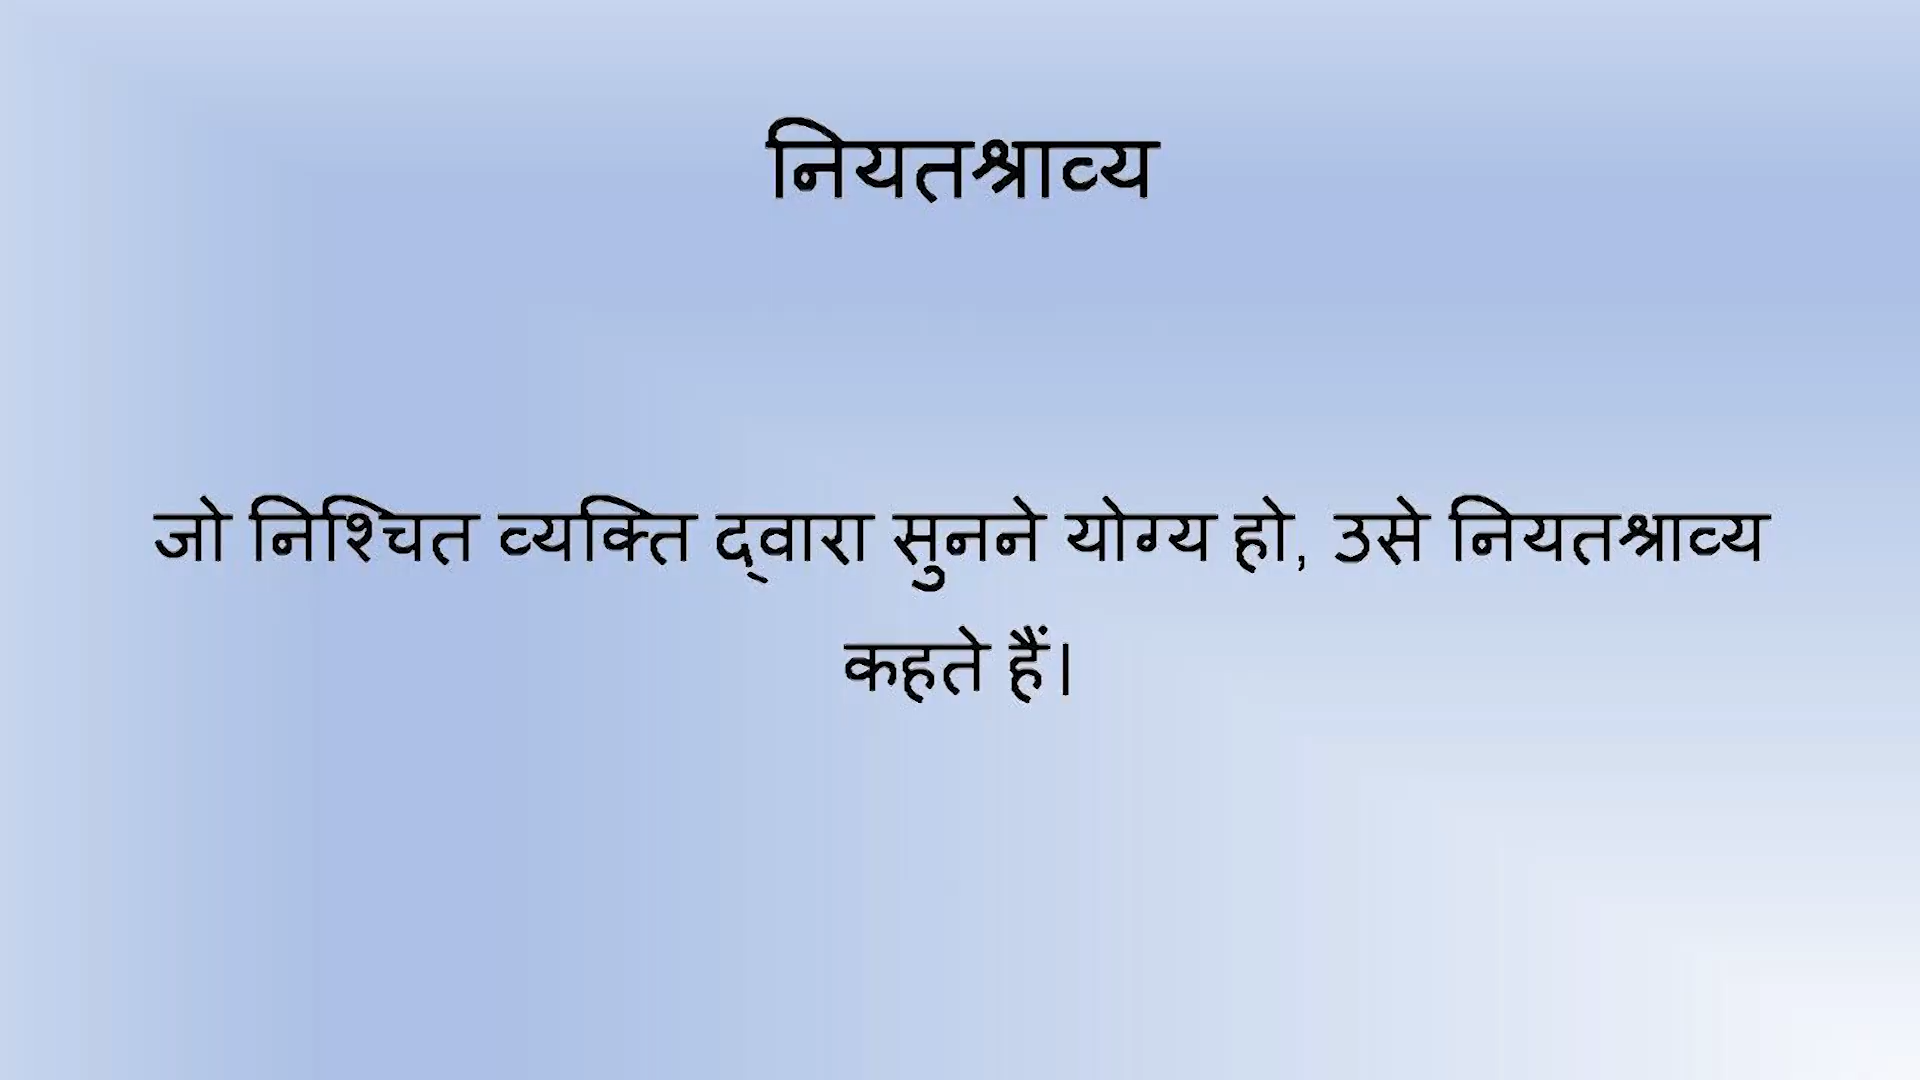 नियतश्राव्य
जो निश्चित व्यक्ति द्वारा सुनने योग्य हो, उसे नियतश्राव्य
कहते हैं।